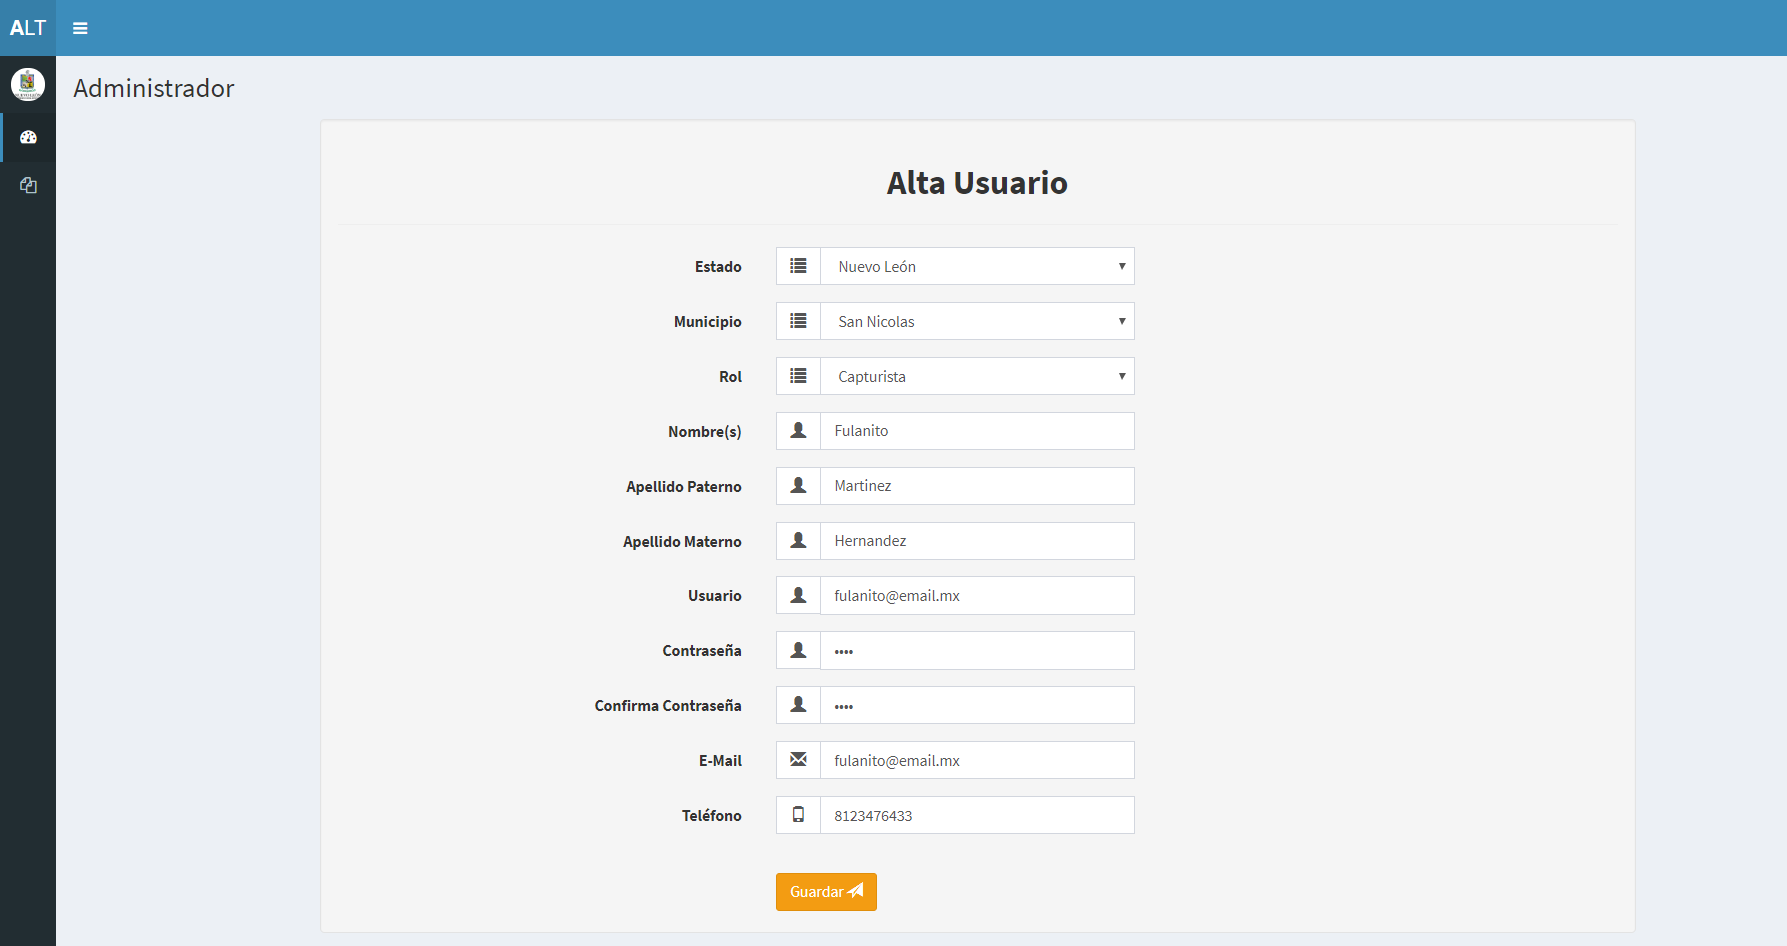 ALT
Administrador
Alta Usuario
Estado Nuevo León
Municipio San Nicolas
Rol Capturista
Nombre(s) Fulanito
Apellido Paterno Martinez
Apellido Materno Hernandez
Usuario fulanito@email.mx
Contraseña ••••
Confirma Contraseña ••••
E-Mail fulanito@email.mx
Teléfono 8123476433
Guardar